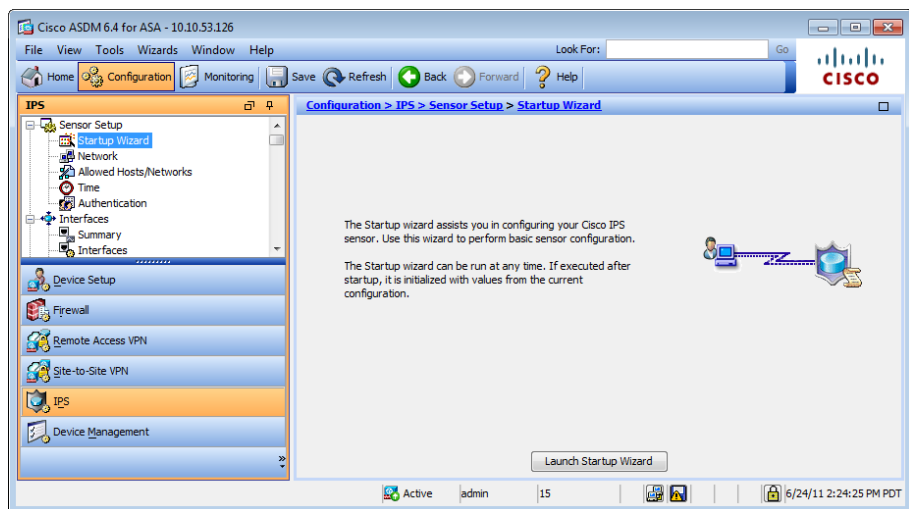 Cisco ASDM 6.4 for ASA - 10.10.53.126
File View Tools Wizards Window Help Look For: Go
Home Configuration Monitoring Save Refresh Back Forward Help
CISCO
IPS
Configuration > IPS > Sensor Setup > Startup Wizard
Sensor Setup
Startup Wizard
Network
Allowed Hosts/Networks
Time
Authentication
Interfaces
Summary
Interfaces
Device Setup
Firewall
Remote Access VPN
Site-to-Site VPN
IPS
Device Management
The Startup wizard assists you in configuring your Cisco IPS
sensor. Use this wizard to perform basic sensor configuration.
The Startup wizard can be run at any time. If executed after
startup, it is initialized with values from the current
configuration.
Launch Startup Wizard
Active admin 15 6/24/11 2:24:25 PM PDT